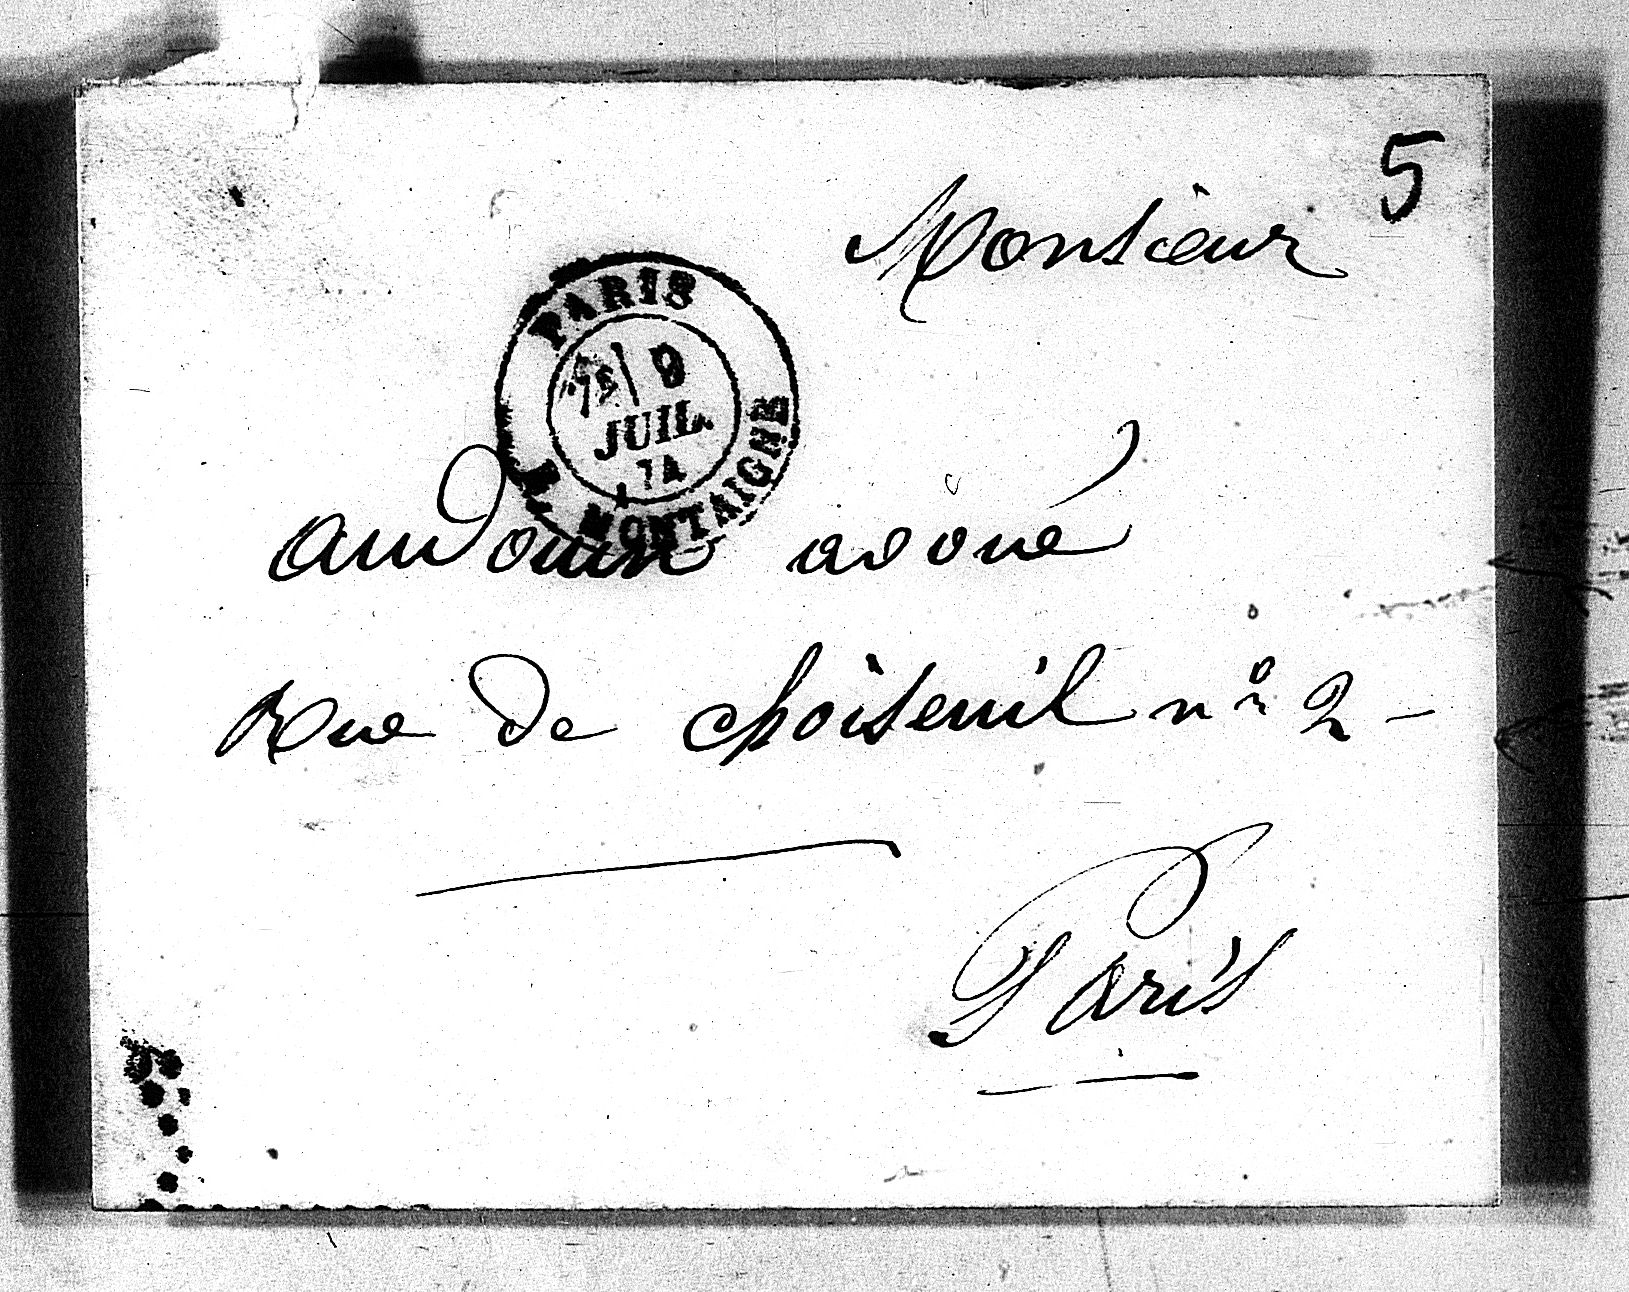 5
Monsieur
PARIS
9
JUIL.
74
MONTAIGNE
audouin avoué
Rue de choiseuil n° 2 -
Paris